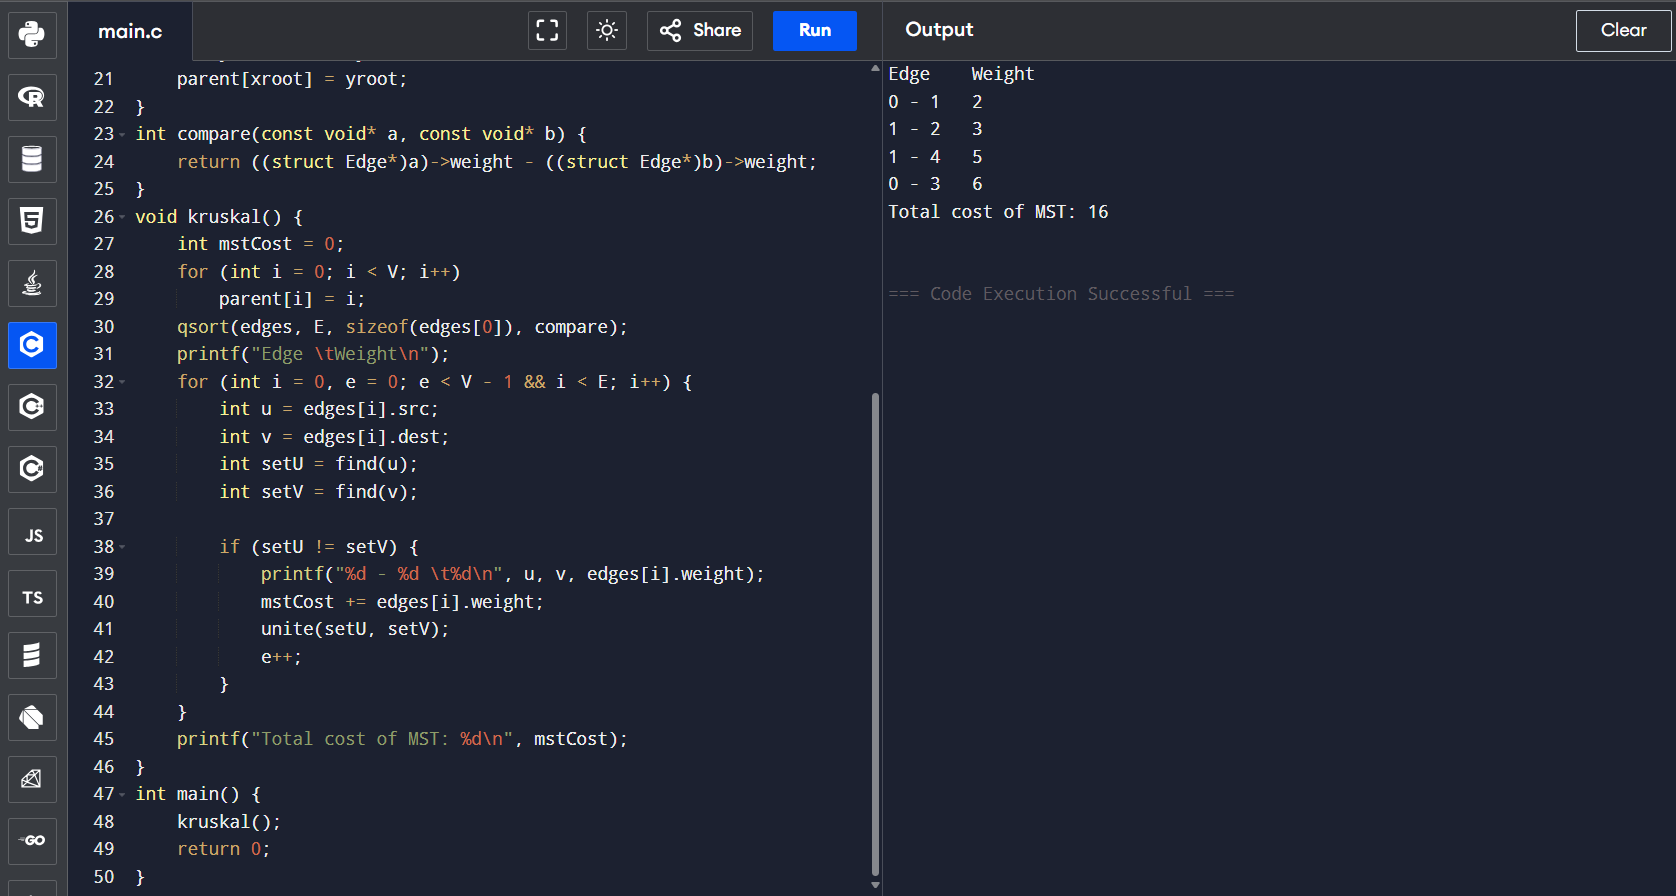 main.c
Share
Run
Output
Clear
21 parent[xroot] = yroot;
22 }
23 int compare(const void* a, const void* b) {
24 return ((struct Edge*)a)->weight - ((struct Edge*)b)->weight;
25 }
26 void kruskal() {
27 int mstCost = 0;
28 for (int i = 0; i < V; i++)
29 parent[i] = i;
30 qsort(edges, E, sizeof(edges[0]), compare);
31 printf("Edge \tWeight\n");
32 for (int i = 0, e = 0; e < V - 1 && i < E; i++) {
33 int u = edges[i].src;
34 int v = edges[i].dest;
35 int setU = find(u);
36 int setV = find(v);
37
38 if (setU != setV) {
39 printf("%d - %d \t%d\n", u, v, edges[i].weight);
40 mstCost += edges[i].weight;
41 unite(setU, setV);
42 e++;
43 }
44 }
45 printf("Total cost of MST: %d\n", mstCost);
46 }
47 int main() {
48 kruskal();
49 return 0;
50 }
Edge Weight
0 - 1 2
1 - 2 3
1 - 4 5
0 - 3 6
Total cost of MST: 16
=== Code Execution Successful ===
R
5
C
C
C
JS
TS
GO